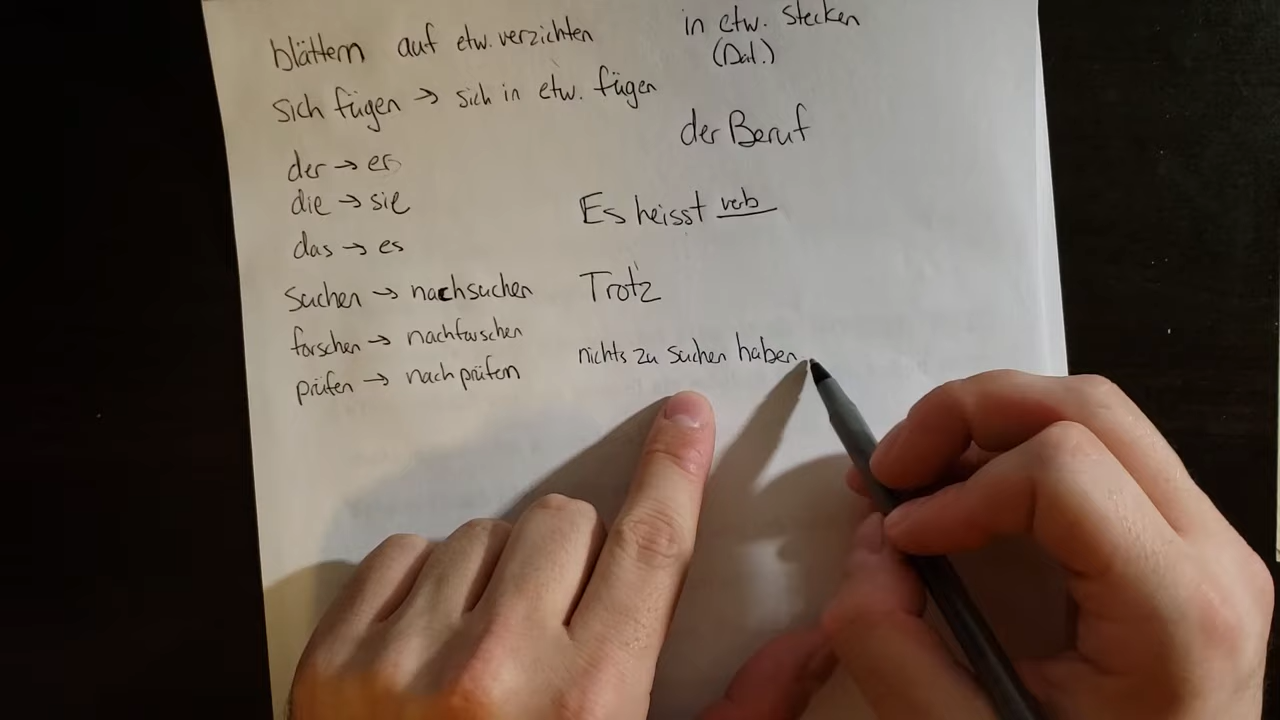 blättern auf etw. verzichten
sich fügen → sich in etw. fügen
der → er
die → sie
das → es
suchen → nachsuchen
forschen → nachforschen
prüfen → nachprüfen
in etw. stecken
(Dat.)
der Beruf
Es heisst verb
Trotz
nichts zu suchen haben